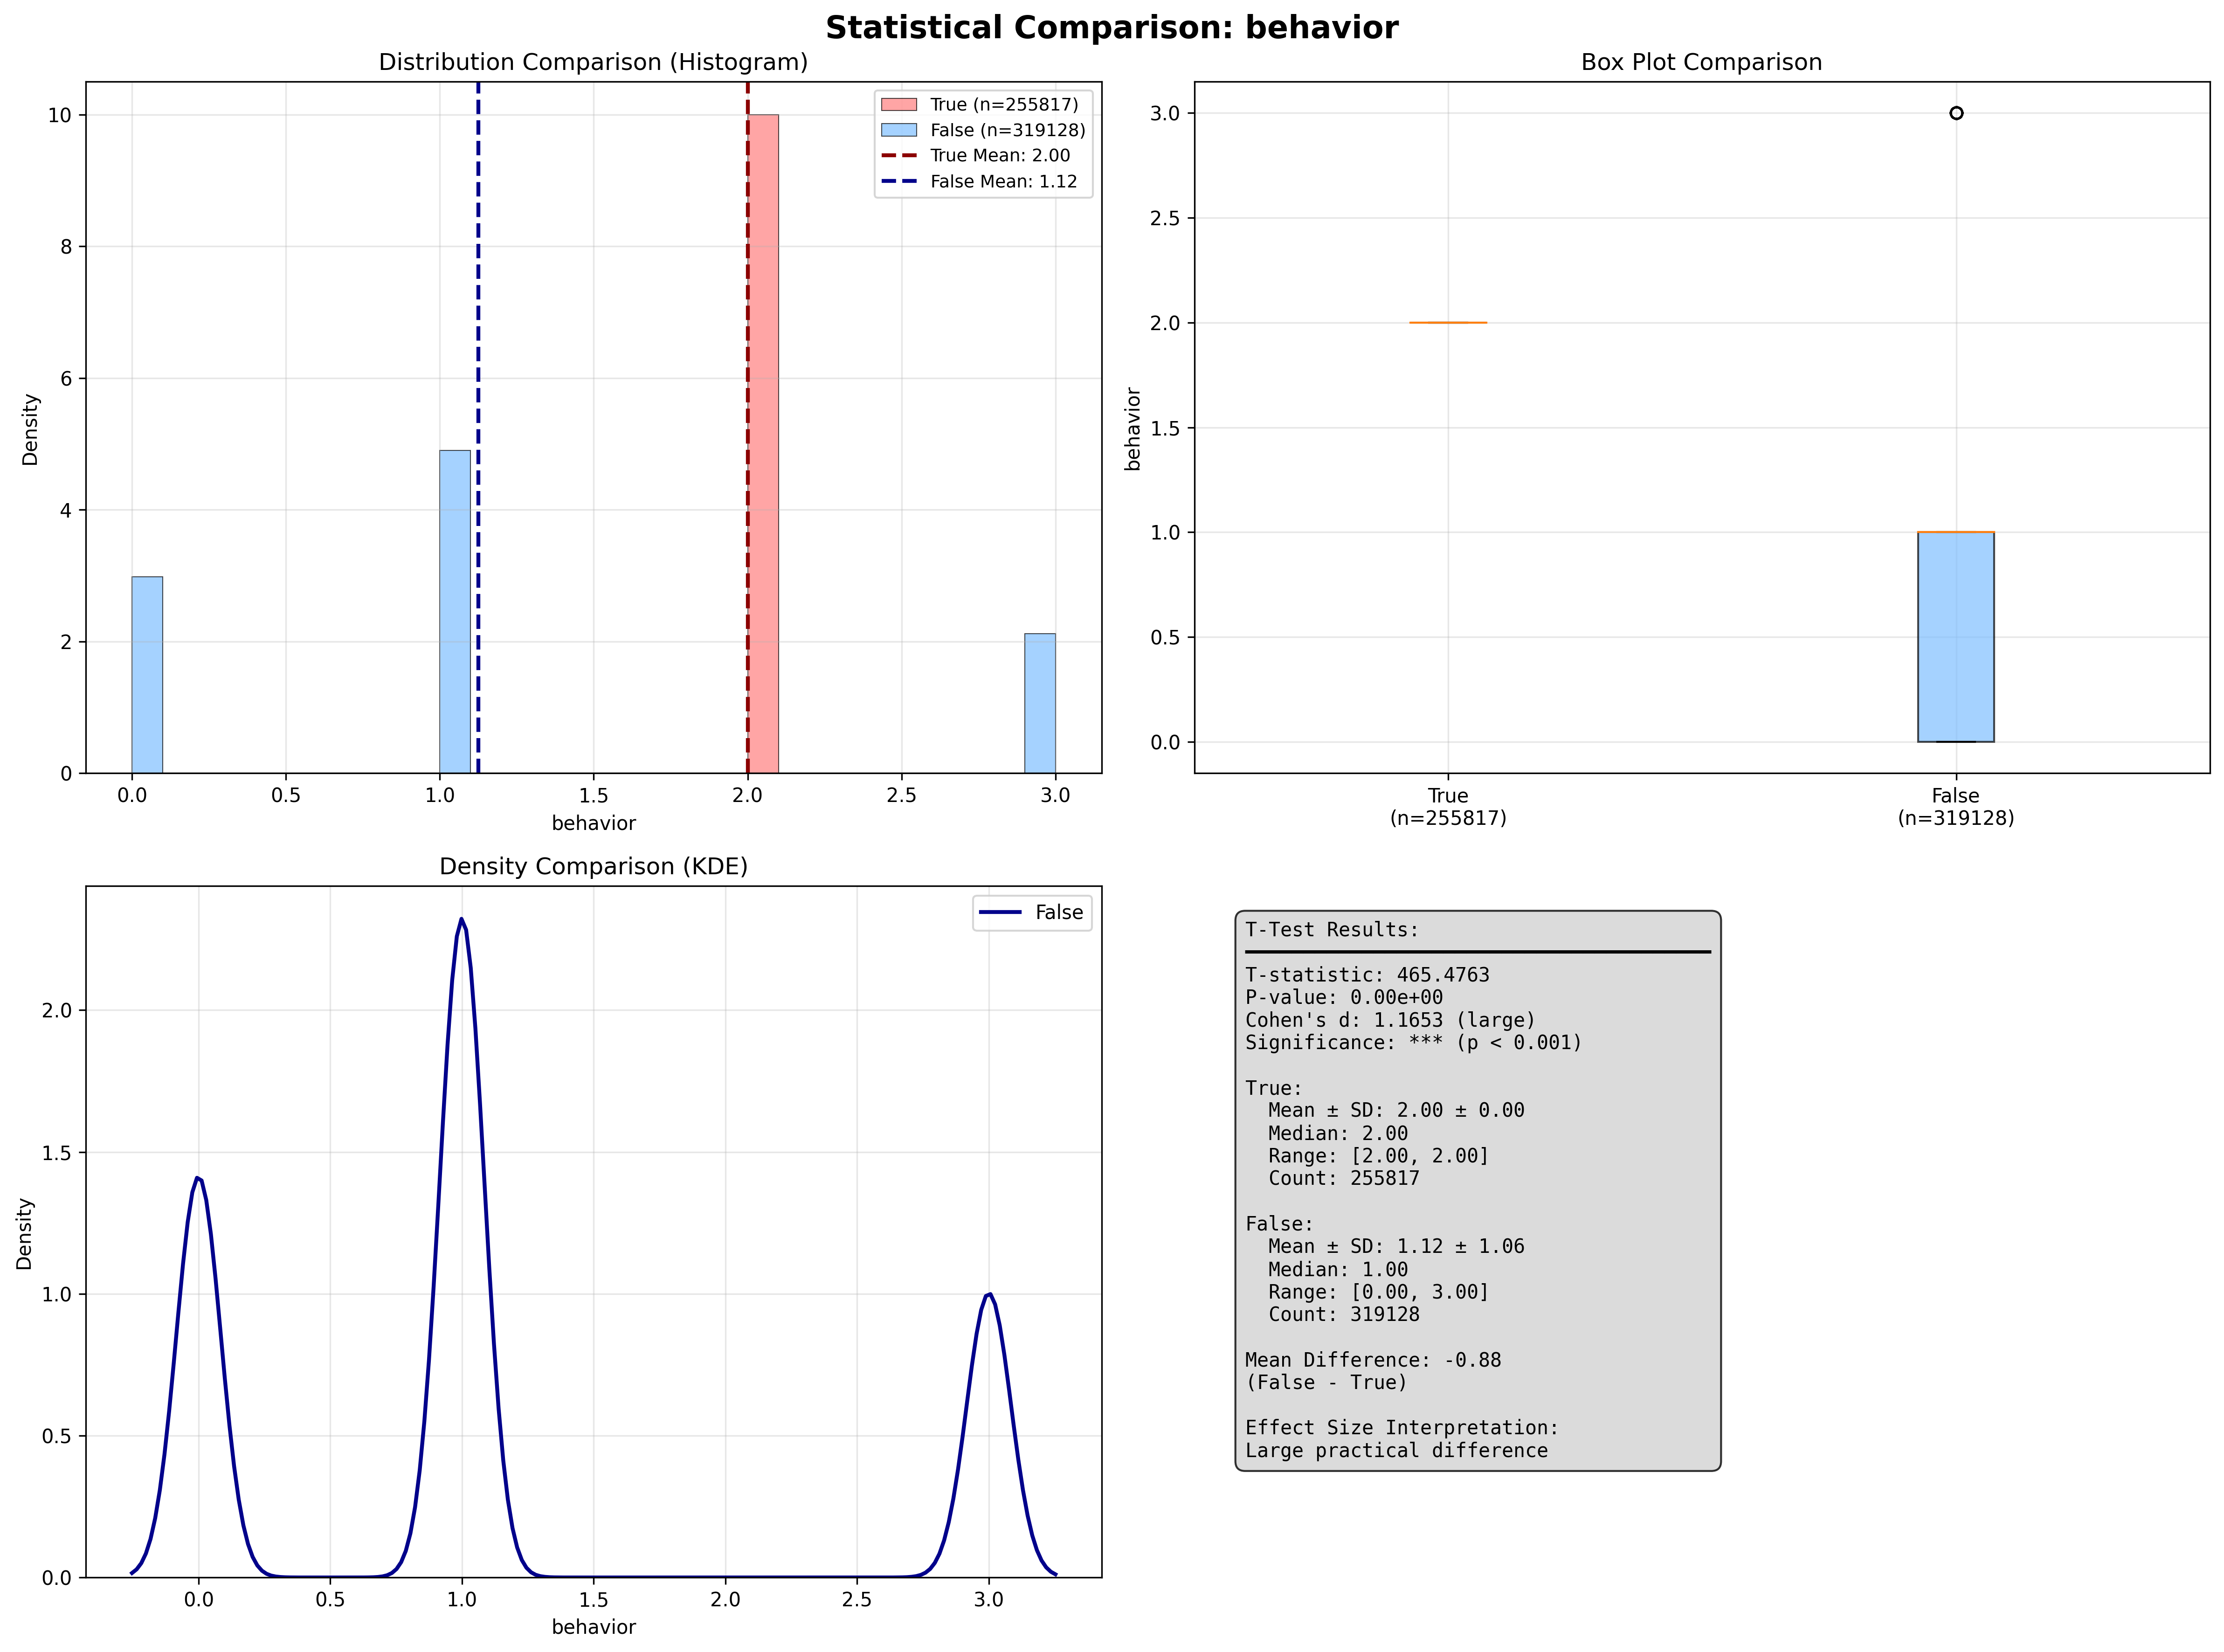 Statistical Comparison: behavior
Distribution Comparison (Histogram)
Density
10
8
6
4
2
0
0.0 0.5 1.0 1.5 2.0 2.5 3.0
behavior
True (n=255817)
False (n=319128)
True Mean: 2.00
False Mean: 1.12
Box Plot Comparison
behavior
3.0
2.5
2.0
1.5
1.0
0.5
0.0
True
(n=255817)
False
(n=319128)
Density Comparison (KDE)
Density
2.0
1.5
1.0
0.5
0.0
0.0 0.5 1.0 1.5 2.0 2.5 3.0
behavior
False
T-Test Results:
T-statistic: 465.4763
P-value: 0.00e+00
Cohen's d: 1.1653 (large)
Significance: *** (p < 0.001)
True:
Mean ± SD: 2.00 ± 0.00
Median: 2.00
Range: [2.00, 2.00]
Count: 255817
False:
Mean ± SD: 1.12 ± 1.06
Median: 1.00
Range: [0.00, 3.00]
Count: 319128
Mean Difference: -0.88
(False - True)
Effect Size Interpretation:
Large practical difference